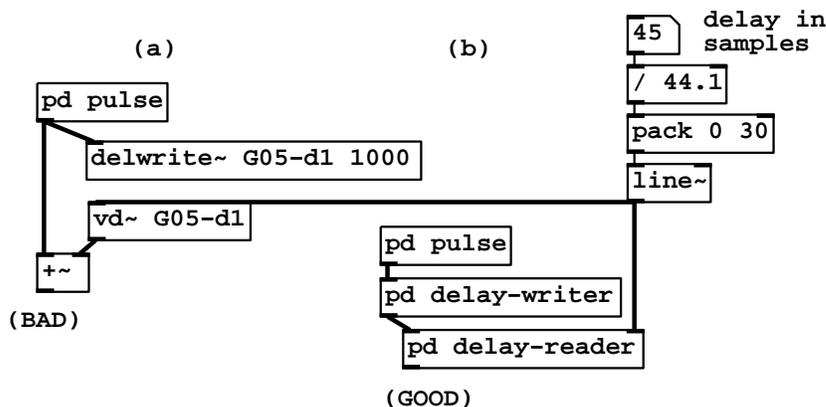 (a)
(b)
45
delay in
samples
pd pulse
/ 44.1
delwrite~ G05-d1 1000
pack 0 30
line~
vd~ G05-d1
pd pulse
+~
pd delay-writer
(BAD)
pd delay-reader
(GOOD)